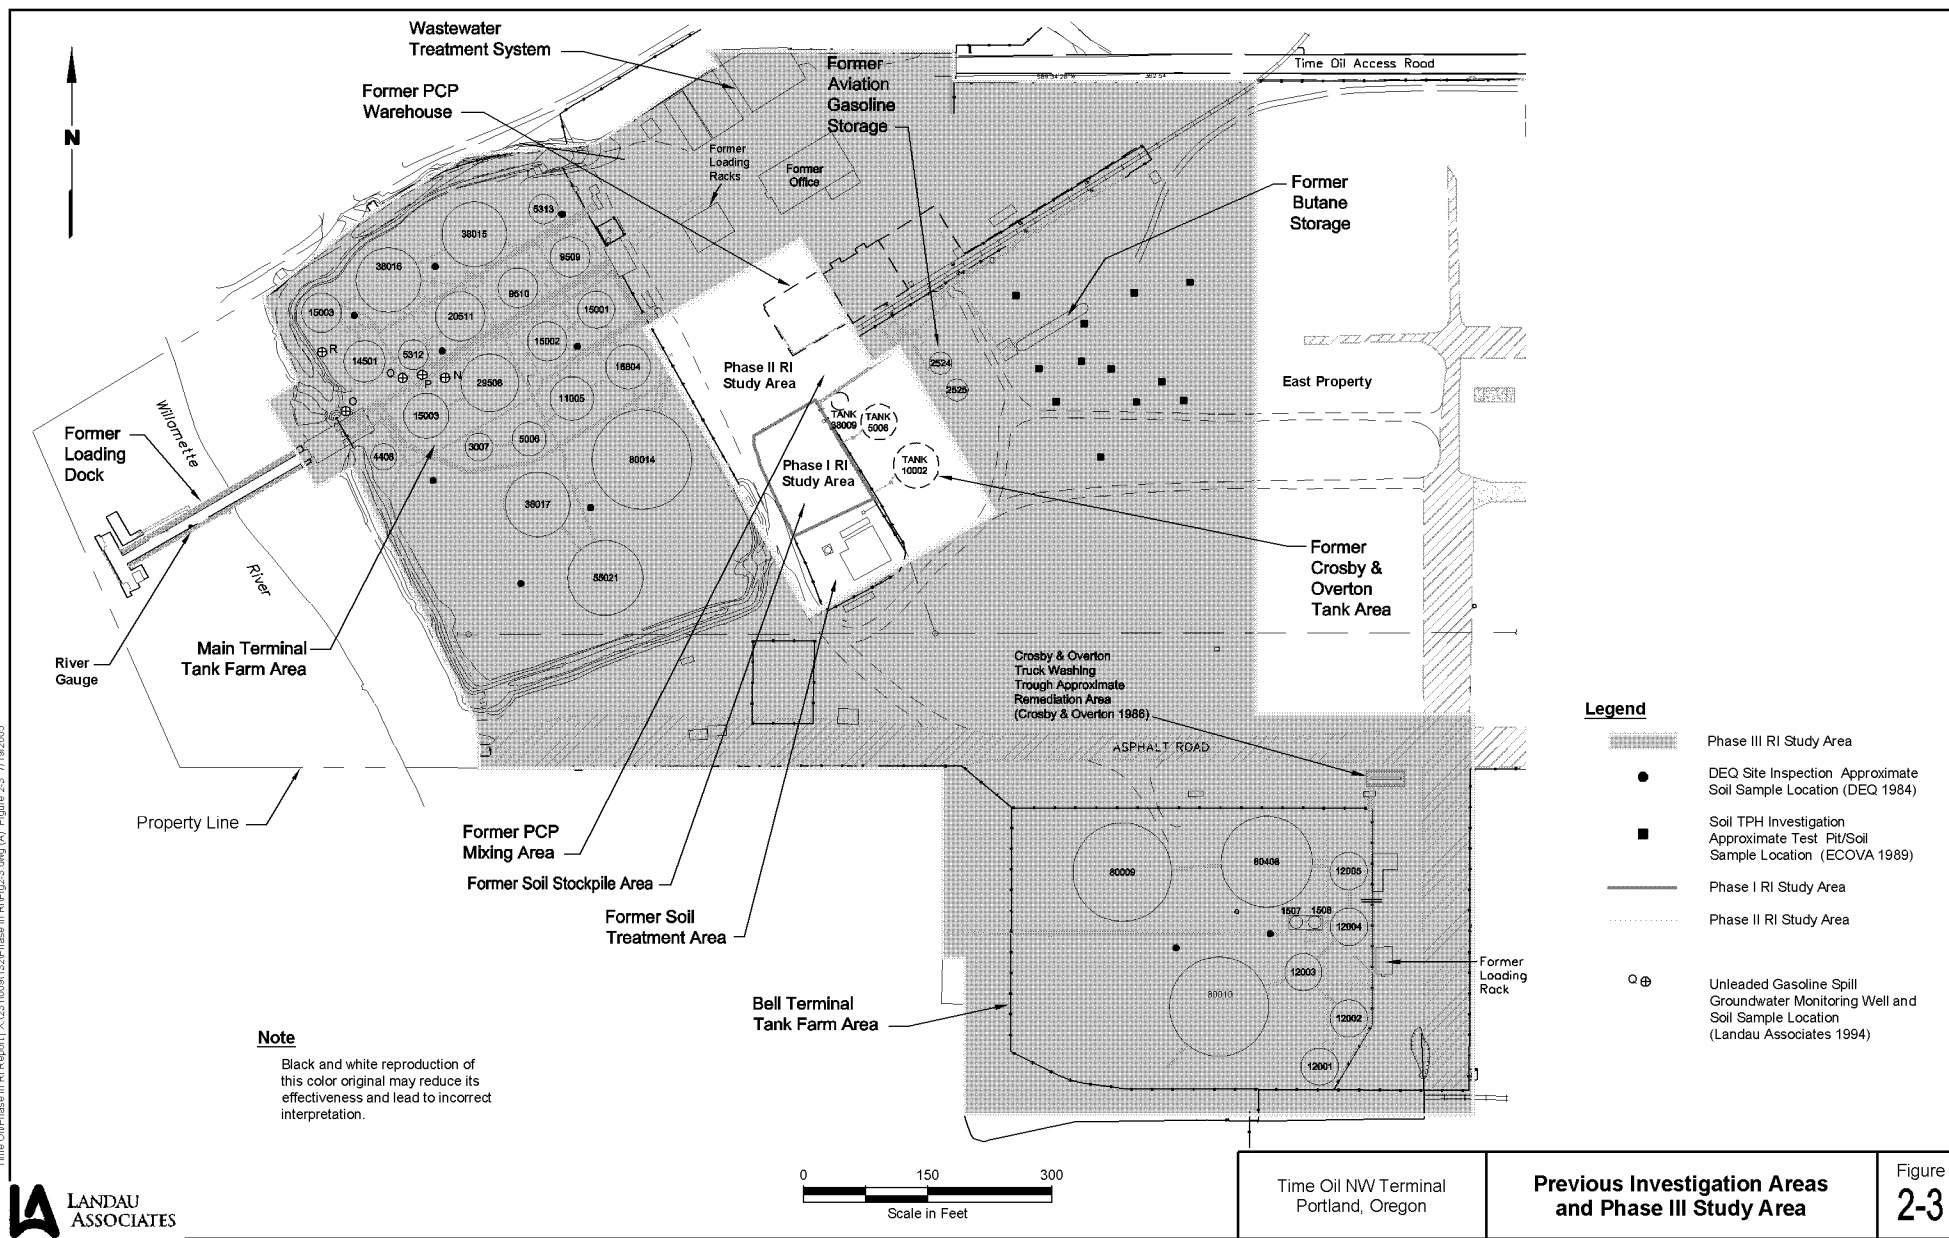 Wastewater
Treatment System
Former PCP
Warehouse
Former
Aviation
Gasoline
Storage
Time Oil Access Road
N
Former
Loading
Racks
Former
Office
Former
Butane
Storage
5313
38015
9509
38016
9510
15003
20511
15001
R
14501
5312
15002
16804
Q
P
N
29506
11005
O
15003
4406
3007
5006
80014
38017
55021
2524
2525
Phase II RI
Study Area
East Property
TANK
38009
TANK
5006
TANK
10002
Phase I RI
Study Area
Willamette
River
Former
Loading
Dock
River
Gauge
Main Terminal
Tank Farm Area
Former
Crosby &
Overton
Tank Area
Crosby & Overton
Truck Washing
Trough Approximate
Remediation Area
(Crosby & Overton 1986)
ASPHALT ROAD
Property Line
Former PCP
Mixing Area
Former Soil Stockpile Area
Former Soil
Treatment Area
Bell Terminal
Tank Farm Area
80009
80406
12005
1507
1508
12004
12003
80010
12002
12001
Former
Loading
Rack
Legend
Phase III RI Study Area
DEQ Site Inspection Approximate
Soil Sample Location (DEQ 1984)
Soil TPH Investigation
Approximate Test Pit/Soil
Sample Location (ECOVA 1989)
Phase I RI Study Area
Phase II RI Study Area
Q
Unleaded Gasoline Spill
Groundwater Monitoring Well and
Soil Sample Location
(Landau Associates 1994)
Note
Black and white reproduction of
this color original may reduce its
effectiveness and lead to incorrect
interpretation.
LANDAU
ASSOCIATES
0 150 300
Scale in Feet
Time Oil NW Terminal
Portland, Oregon
Previous Investigation Areas
and Phase III Study Area
Figure
2-3